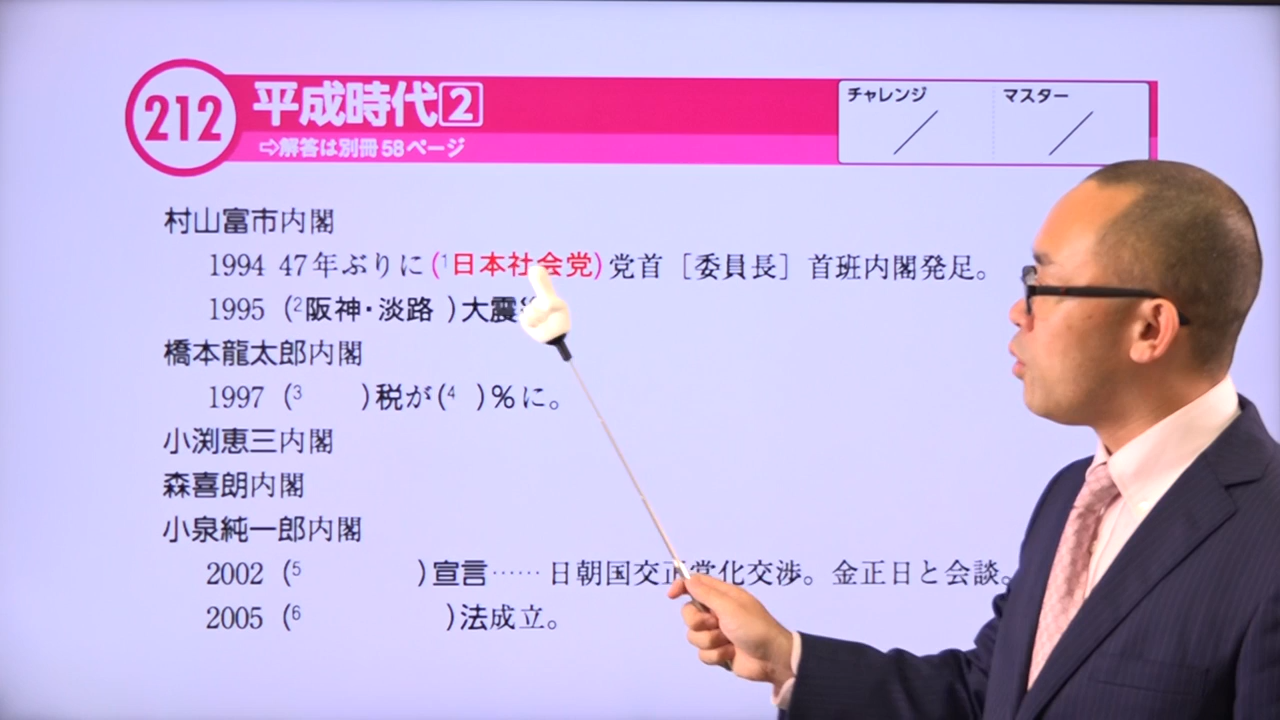 212 平成時代2
⇨解答は別冊58ページ
チャレンジ マスター
村山富市内閣
1994 47年ぶりに(1日本社会党)党首［委員長］首班内閣発足。
1995 (2阪神・淡路 )大震
橋本龍太郎内閣
1997 (3 )税が(4 )%に。
小渕恵三内閣
森喜朗内閣
小泉純一郎内閣
2002 (5 )宣言……日朝国交正常化交渉。金正日と会談。
2005 (6 )法成立。